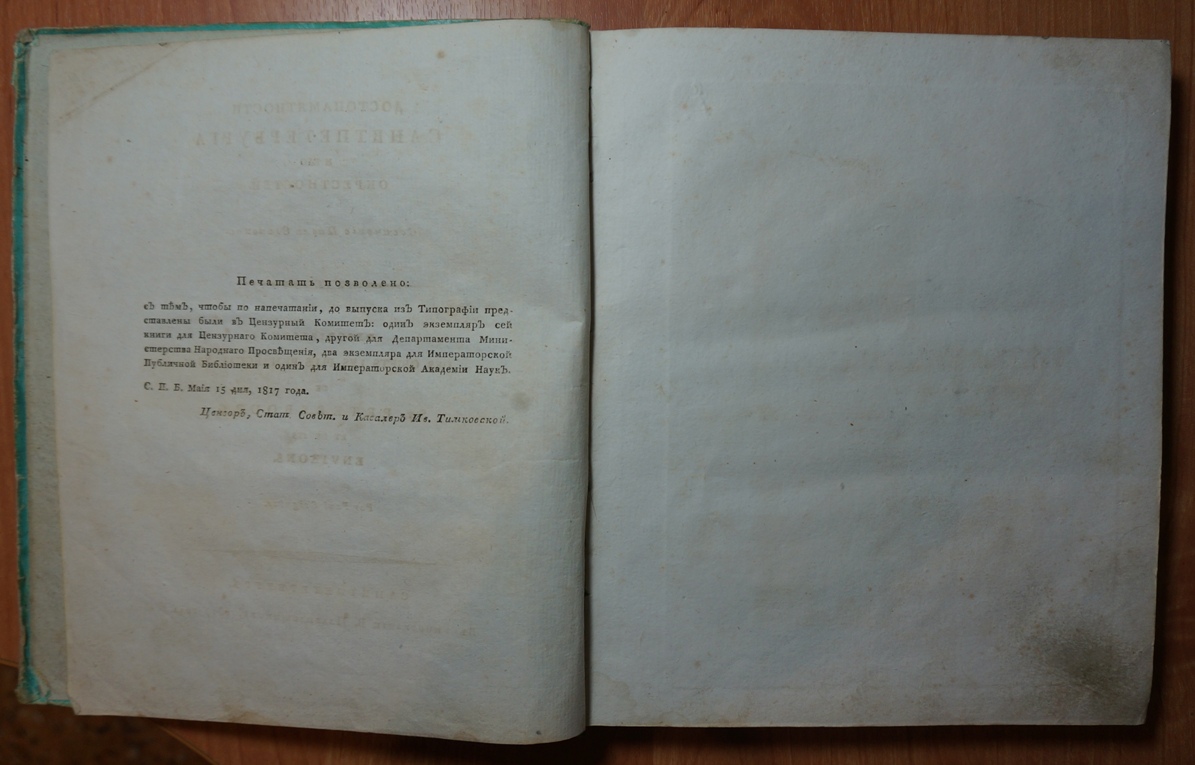 Печатать позволено:
съ тѣмъ, чтобы по напечатаніи, до выпуска изъ Типографіи пред-
ставлены были въ Цензурный Комитетъ: одинъ экземпляръ сей
книги для Цензурнаго Комитета, другой для Департамента Мини-
стерства Народнаго Просвѣщенія, два экземпляра для Императорской
Публичной Библіотеки и одинъ для Императорской Академіи Наукъ.
С. П. Б. Маія 15 дня, 1817 года.
Цензоръ, Стат. Совѣт. и Кавалеръ Ив. Тимковской.